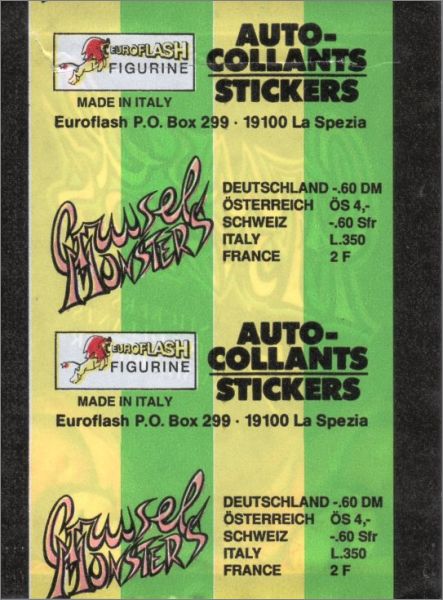 EUROFLASH
FIGURINE
AUTO-
COLLANTS
STICKERS
MADE IN ITALY
Euroflash P.O. Box 299 · 19100 La Spezia
Grusel
MONSTERS
DEUTSCHLAND -.60 DM
ÖSTERREICH ÖS 4,-
SCHWEIZ -.60 Sfr
ITALY L.350
FRANCE 2 F
EUROFLASH
FIGURINE
AUTO-
COLLANTS
STICKERS
MADE IN ITALY
Euroflash P.O. Box 299 · 19100 La Spezia
Grusel
MONSTERS
DEUTSCHLAND -.60 DM
ÖSTERREICH ÖS 4,-
SCHWEIZ -.60 Sfr
ITALY L.350
FRANCE 2 F